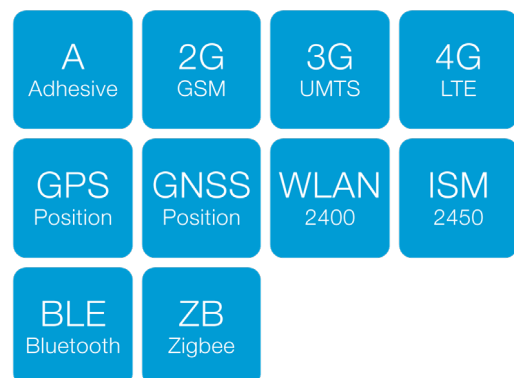 A
Adhesive
2G
GSM
3G
UMTS
4G
LTE
GPS
Position
GNSS
Position
WLAN
2400
ISM
2450
BLE
Bluetooth
ZB
Zigbee